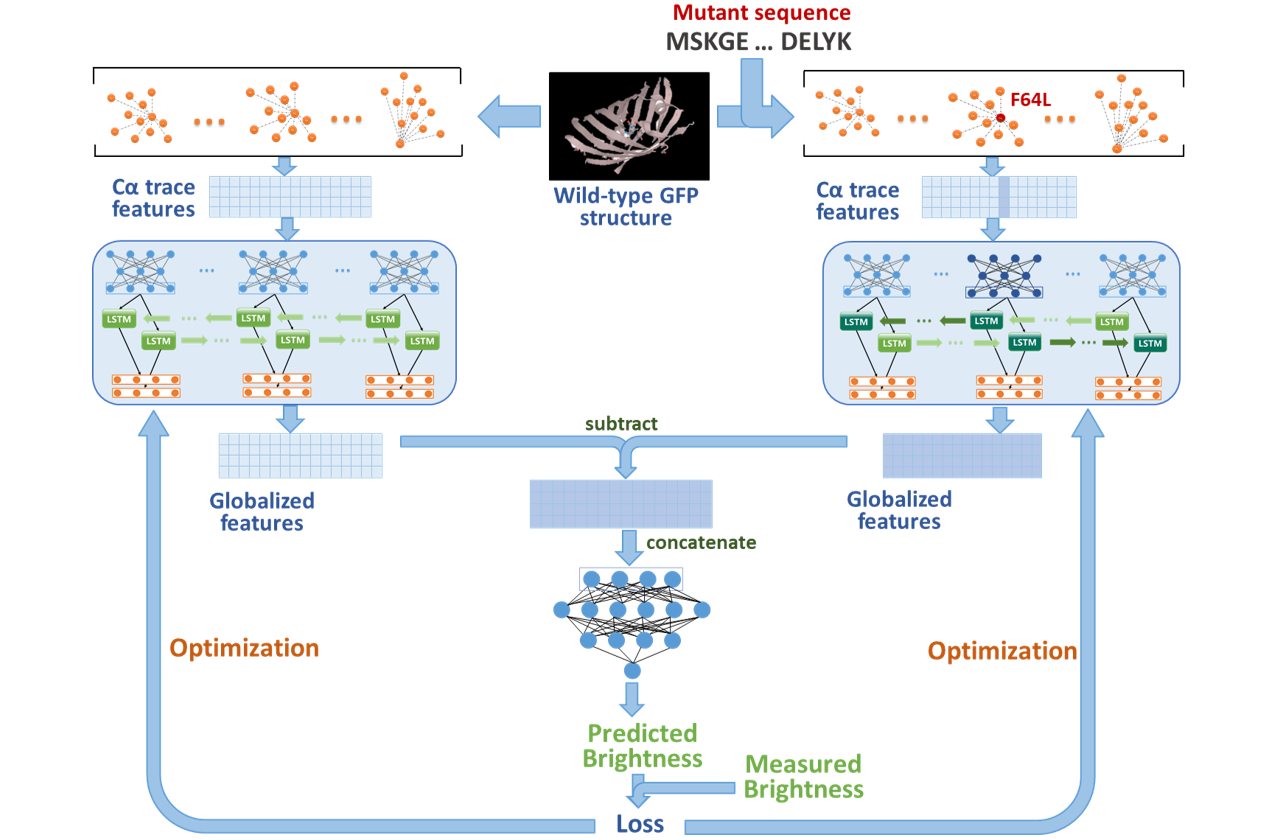 Mutant sequence
MSKGE ... DELYK
F64L
Wild-type GFP
structure
Cα trace
features
Cα trace
features
LSTM
LSTM
LSTM
LSTM
LSTM
LSTM
LSTM
LSTM
LSTM
LSTM
LSTM
LSTM
subtract
Globalized
features
Globalized
features
concatenate
Optimization
Optimization
Predicted
Brightness
Measured
Brightness
Loss